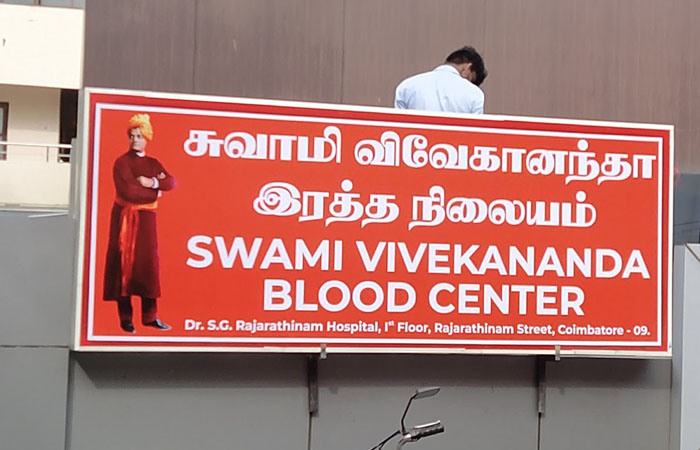 சுவாமி விவேகானந்தா
இரத்த நிலையம்
SWAMI VIVEKANANDA
BLOOD CENTER
Dr. S.G. Rajarathinam Hospital, Ist Floor, Rajarathinam Street, Coimbatore - 09.